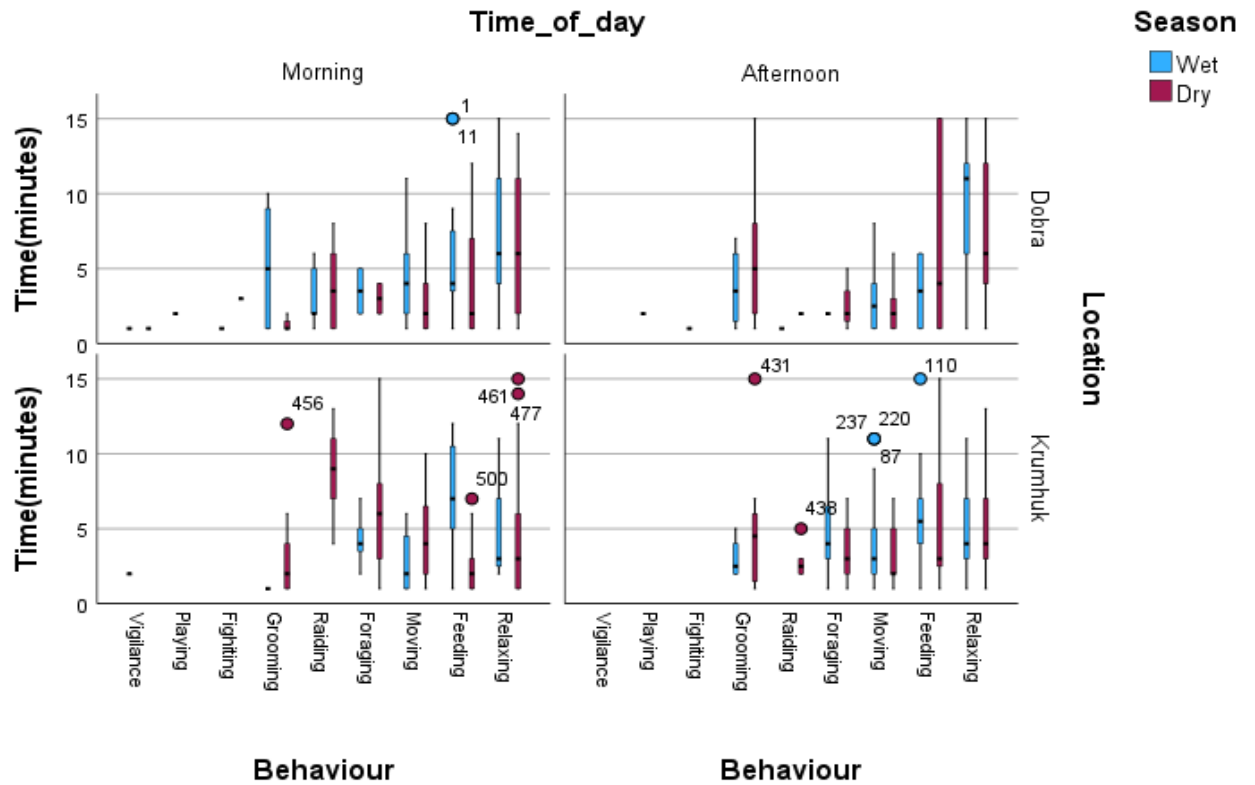 Time_of_day
Season
Wet
Dry
Morning
Afternoon
Time(minutes)
15
10
5
0
1
11
Dobra
Location
Time(minutes)
15
10
5
0
456
461
477
500
431
438
237
220
87
110
Krumhuk
Vigilance
Playing
Fighiting
Grooming
Raiding
Foraging
Moving
Feeding
Relaxing
Vigilance
Playing
Fighiting
Grooming
Raiding
Foraging
Moving
Feeding
Relaxing
Behaviour
Behaviour